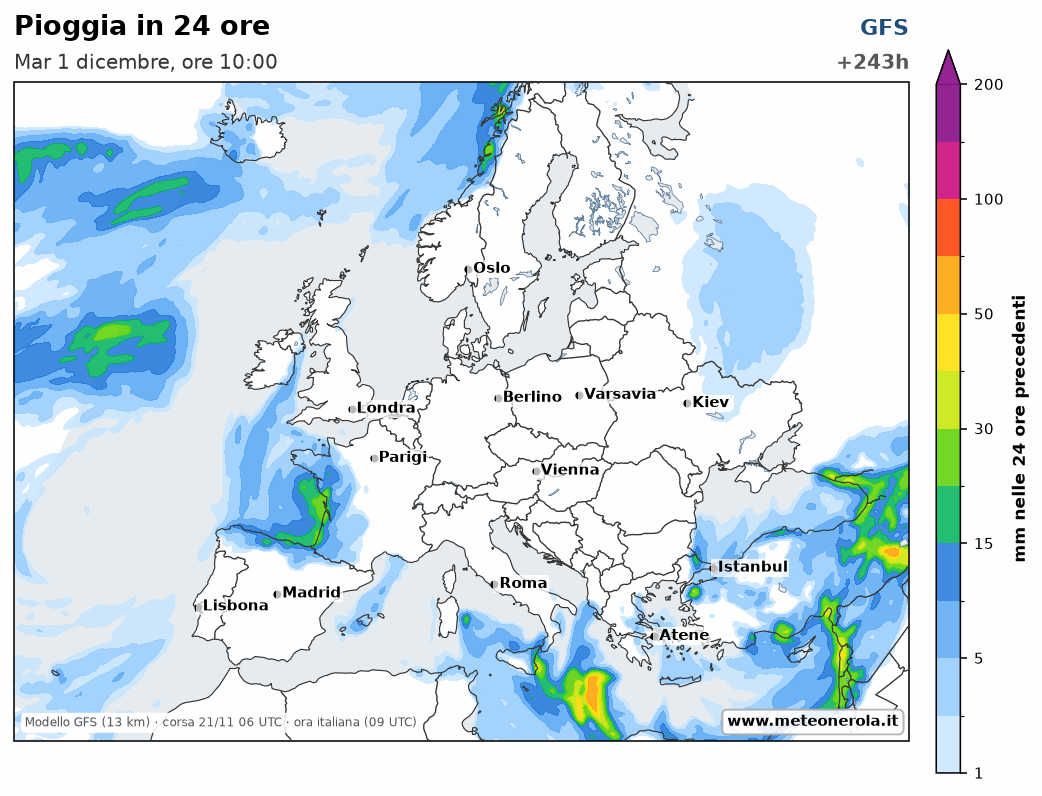 Pioggia in 24 ore
GFS
Mar 1 dicembre, ore 10:00
+243h
200
100
50
30
15
5
1
mm nelle 24 ore precedenti
Oslo
Berlino
Varsavia
Kiev
Londra
Parigi
Vienna
Istanbul
Roma
Madrid
Lisbona
Atene
Modello GFS (13 km) · corsa 21/11 06 UTC · ora italiana (09 UTC)
www.meteonerola.it